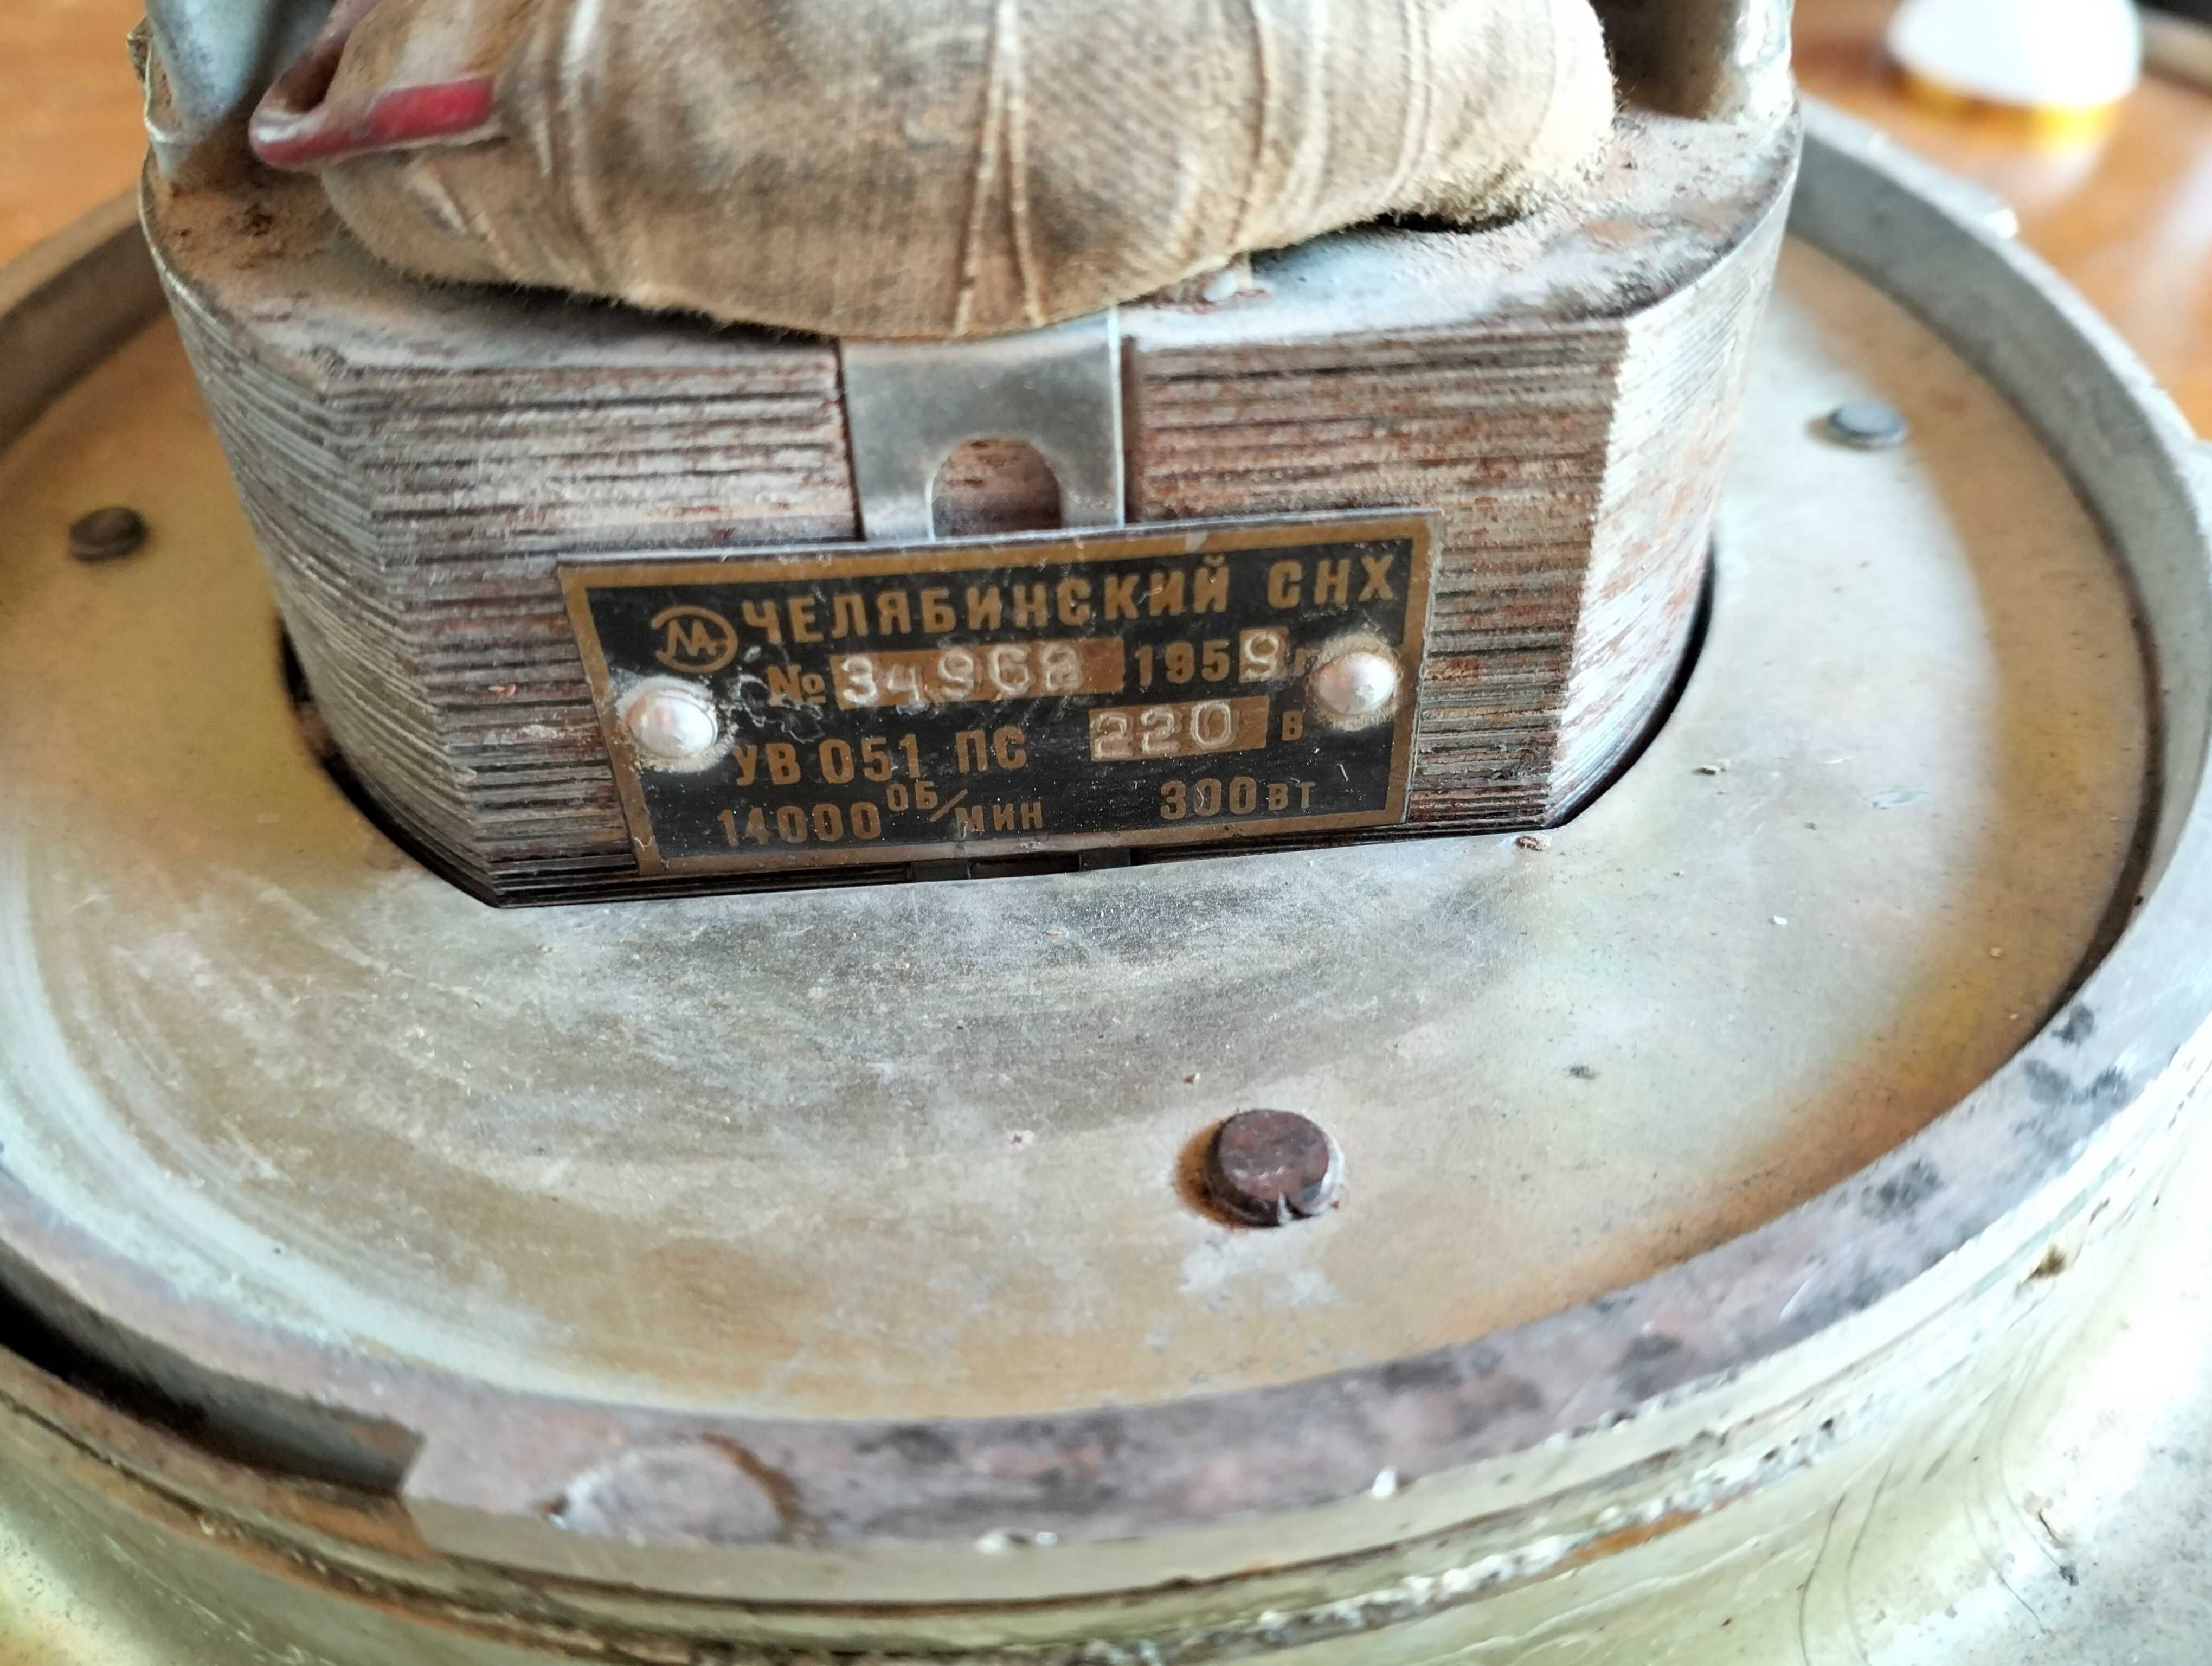 ЧЕЛЯБИНСКИЙ СНХ
№ 34968 1959 г
УВ 051 ПС 220 В
14000 ОБ/МИН 300 ВТ